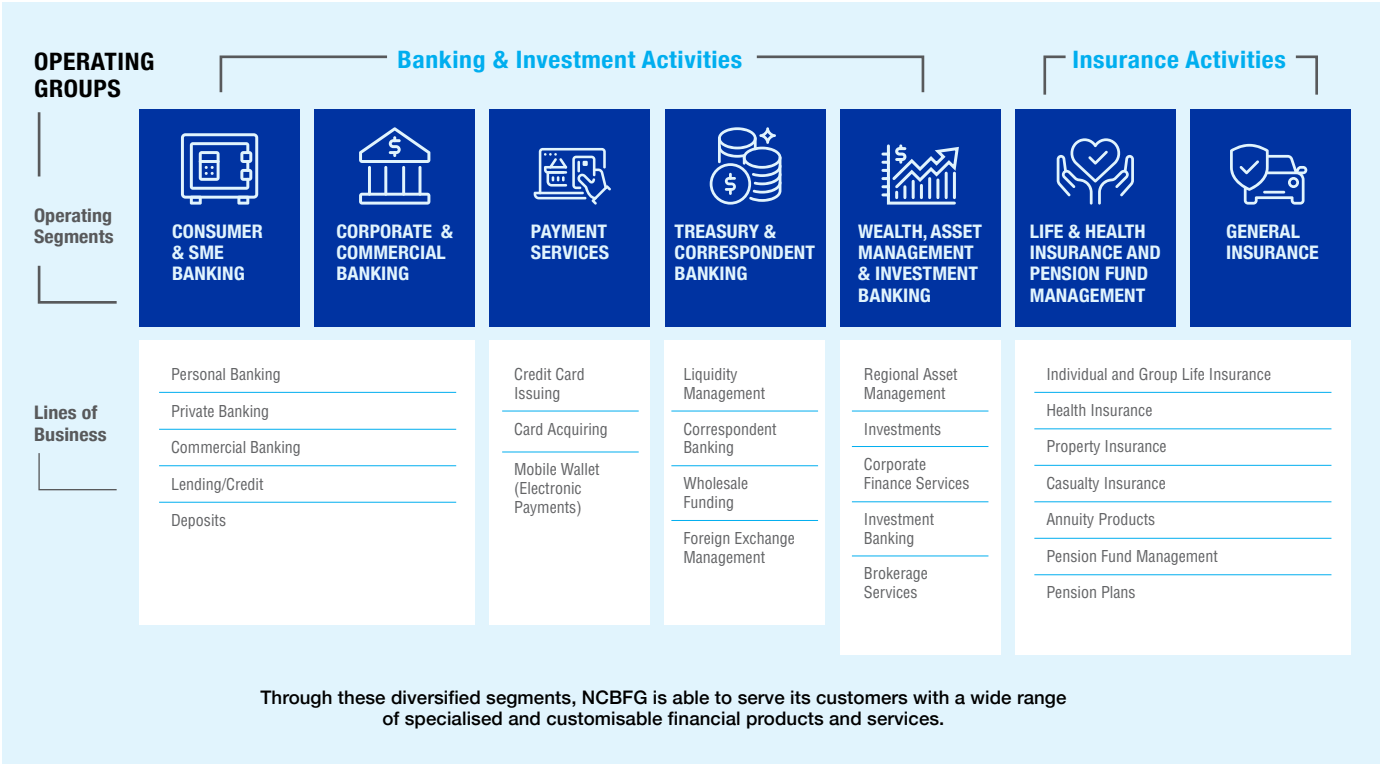 OPERATING
GROUPS
Banking & Investment Activities
Insurance Activities
Operating
Segments
CONSUMER
& SME
BANKING
CORPORATE &
COMMERCIAL
BANKING
PAYMENT
SERVICES
TREASURY &
CORRESPONDENT
BANKING
WEALTH, ASSET
MANAGEMENT
& INVESTMENT
BANKING
LIFE & HEALTH
INSURANCE AND
PENSION FUND
MANAGEMENT
GENERAL
INSURANCE
Lines of
Business
Personal Banking
Private Banking
Commercial Banking
Lending/Credit
Deposits
Credit Card
Issuing
Card Acquiring
Mobile Wallet
(Electronic
Payments)
Liquidity
Management
Correspondent
Banking
Wholesale
Funding
Foreign Exchange
Management
Regional Asset
Management
Investments
Corporate
Finance Services
Investment
Banking
Brokerage
Services
Individual and Group Life Insurance
Health Insurance
Property Insurance
Casualty Insurance
Annuity Products
Pension Fund Management
Pension Plans
Through these diversified segments, NCBFG is able to serve its customers with a wide range
of specialised and customisable financial products and services.